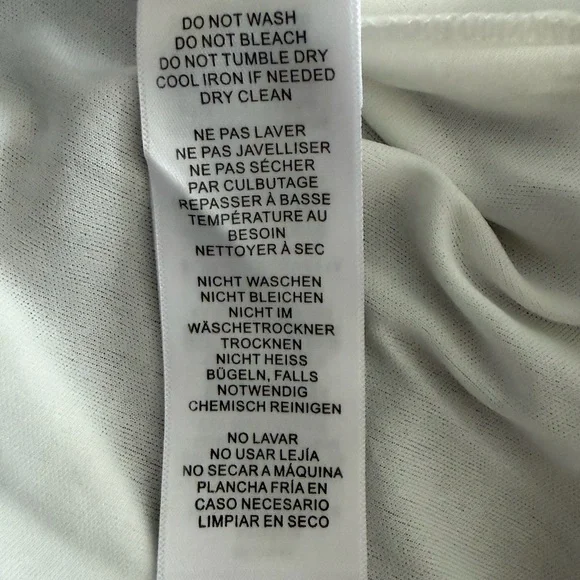 DO NOT WASH
DO NOT BLEACH
DO NOT TUMBLE DRY
COOL IRON IF NEEDED
DRY CLEAN
NE PAS LAVER
NE PAS JAVELLISER
NE PAS SÉCHER
PAR CULBUTAGE
REPASSER À BASSE
TEMPÉRATURE AU
BESOIN
NETTOYER À SEC
NICHT WASCHEN
NICHT BLEICHEN
NICHT IM
WÄSCHETROCKNER
TROCKNEN
NICHT HEISS
BÜGELN, FALLS
NOTWENDIG
CHEMISCH REINIGEN
NO LAVAR
NO USAR LEJÍA
NO SECAR A MÁQUINA
PLANCHA FRÍA EN
CASO NECESARIO
LIMPIAR EN SECO